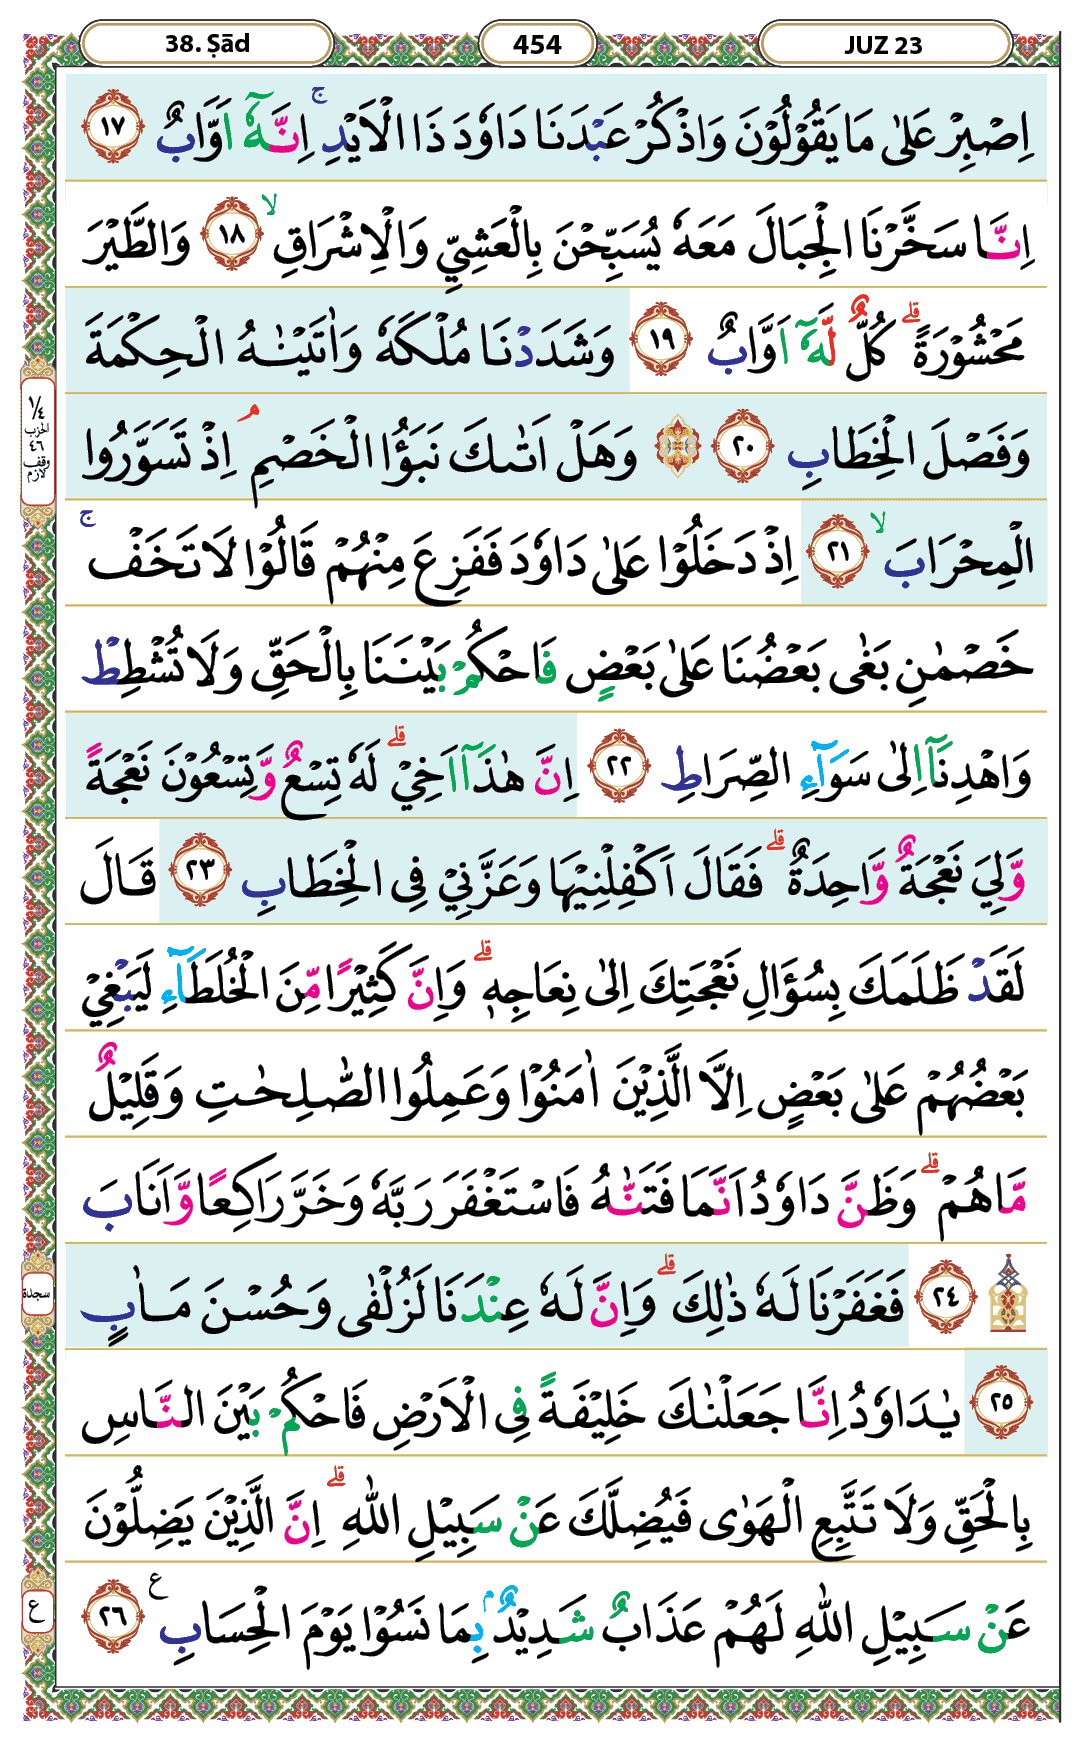 38. Ṣād
454
JUZ 23
اِصْبِرْ عَلٰى مَا يَقُوْلُوْنَ وَاذْكُرْ عَبْدَنَا دَاوٗدَ ذَا الْاَيْدِ ۚ اِنَّهٗٓ اَوَّابٌ ١٧
اِنَّا سَخَّرْنَا الْجِبَالَ مَعَهٗ يُسَبِّحْنَ بِالْعَشِيِّ وَالْاِشْرَاقِ ۙ ١٨ وَالطَّيْرَ
مَحْشُوْرَةً ۗ كُلٌّ لَّهٗٓ اَوَّابٌ ١٩ وَشَدَدْنَا مُلْكَهٗ وَاٰتَيْنٰهُ الْحِكْمَةَ
وَفَصْلَ الْخِطَابِ ٢٠ ۞ وَهَلْ اَتٰىكَ نَبَؤُا الْخَصْمِ ۘ اِذْ تَسَوَّرُوا
الْمِحْرَابَ ۙ ٢١ اِذْ دَخَلُوْا عَلٰى دَاوٗدَ فَفَزِعَ مِنْهُمْ قَالُوْا لَا تَخَفْ ۚ
خَصْمٰنِ بَغٰى بَعْضُنَا عَلٰى بَعْضٍ فَاحْكُمْ بَيْنَنَا بِالْحَقِّ وَلَا تُشْطِطْ
وَاهْدِنَآ اِلٰى سَوَآءِ الصِّرَاطِ ٢٢ اِنَّ هٰذَآ اَخِيْ ۗ لَهٗ تِسْعٌ وَّتِسْعُوْنَ نَعْجَةً
وَّلِيَ نَعْجَةٌ وَّاحِدَةٌ ۗ فَقَالَ اَكْفِلْنِيْهَا وَعَزَّنِيْ فِى الْخِطَابِ ٢٣ قَالَ
لَقَدْ ظَلَمَكَ بِسُؤَالِ نَعْجَتِكَ اِلٰى نِعَاجِهٖ ۗ وَاِنَّ كَثِيْرًا مِّنَ الْخُلَطَآءِ لَيَبْغِيْ
بَعْضُهُمْ عَلٰى بَعْضٍ اِلَّا الَّذِيْنَ اٰمَنُوْا وَعَمِلُوا الصّٰلِحٰتِ وَقَلِيْلٌ
مَّا هُمْ ۗ وَظَنَّ دَاوٗدُ اَنَّمَا فَتَنّٰهُ فَاسْتَغْفَرَ رَبَّهٗ وَخَرَّ رَاكِعًا وَّاَنَابَ
۩ ٢٤ فَغَفَرْنَا لَهٗ ذٰلِكَ ۗ وَاِنَّ لَهٗ عِنْدَنَا لَزُلْفٰى وَحُسْنَ مَاٰبٍ
٢٥ يٰدَاوٗدُ اِنَّا جَعَلْنٰكَ خَلِيْفَةً فِى الْاَرْضِ فَاحْكُمْ بَيْنَ النَّاسِ
بِالْحَقِّ وَلَا تَتَّبِعِ الْهَوٰى فَيُضِلَّكَ عَنْ سَبِيْلِ اللّٰهِ ۗ اِنَّ الَّذِيْنَ يَضِلُّوْنَ
عَنْ سَبِيْلِ اللّٰهِ لَهُمْ عَذَابٌ شَدِيْدٌۢ بِمَا نَسُوْا يَوْمَ الْحِسَابِ ࣖ ٢٦
١/٤
الحزب
٤٦
وقف
لازم
سجدة
ع